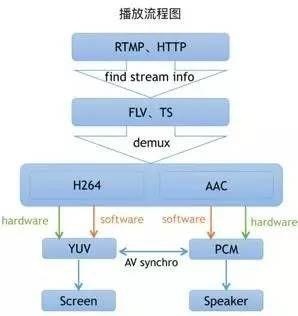 播放流程图
RTMP、HTTP
find stream info
FLV、TS
demux
H264 AAC
hardware software software hardware
YUV PCM
AV synchro
Screen Speaker